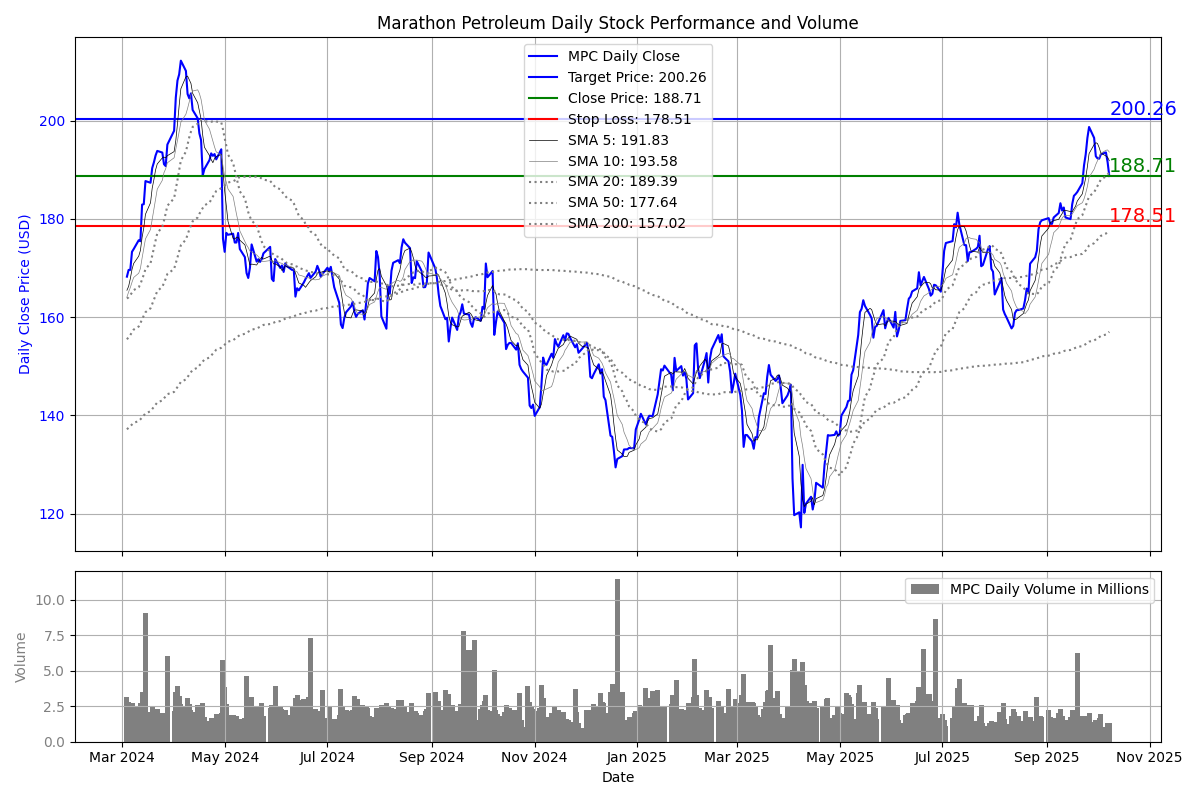 Marathon Petroleum Daily Stock Performance and Volume
Daily Close Price (USD)
200
180
160
140
120
MPC Daily Close
Target Price: 200.26
Close Price: 188.71
Stop Loss: 178.51
SMA 5: 191.83
SMA 10: 193.58
SMA 20: 189.39
SMA 50: 177.64
SMA 200: 157.02
200.26
188.71
178.51
Volume
10.0
7.5
5.0
2.5
0.0
MPC Daily Volume in Millions
Mar 2024 May 2024 Jul 2024 Sep 2024 Nov 2024 Jan 2025 Mar 2025 May 2025 Jul 2025 Sep 2025 Nov 2025
Date